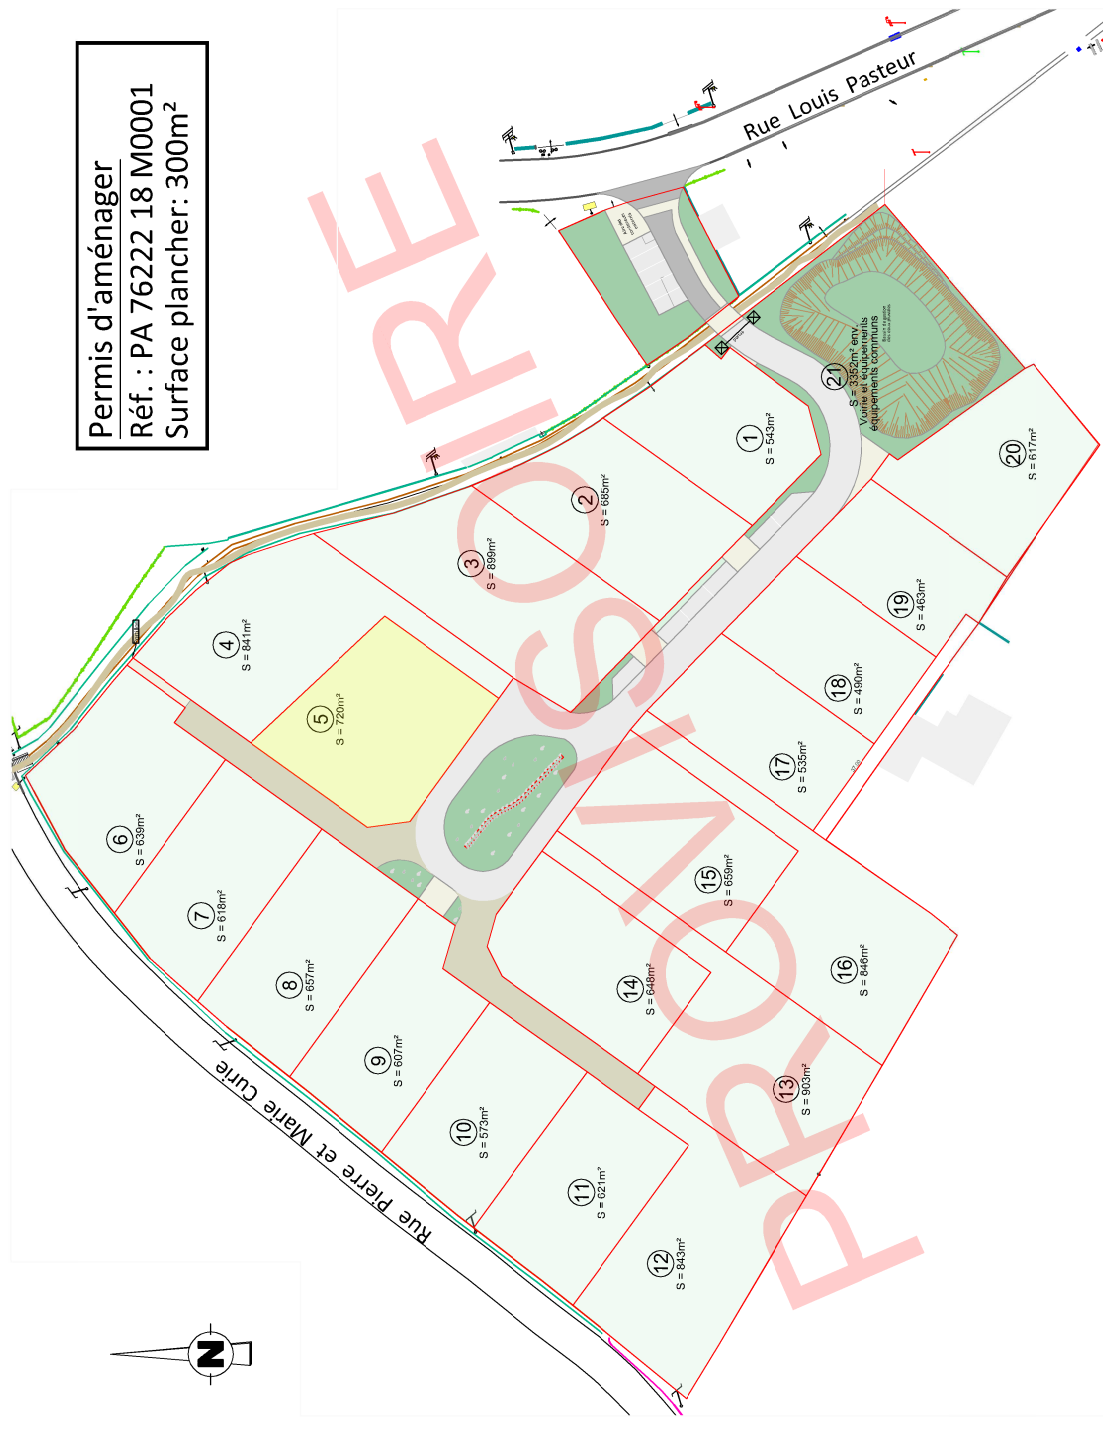 Permis d'aménager
Réf. : PA 76222 18 M0001
Surface plancher: 300m²
Rue Louis Pasteur
Rue Pierre et Marie Curie
PROVISOIRE
N
1
S = 543m²
2
S = 685m²
3
S = 899m²
4
S = 841m²
5
S = 720m²
6
S = 639m²
7
S = 618m²
8
S = 657m²
9
S = 607m²
10
S = 573m²
11
S = 621m²
12
S = 843m²
13
S = 903m²
14
S = 648m²
15
S = 659m²
16
S = 846m²
17
S = 535m²
18
S = 490m²
19
S = 463m²
20
S = 617m²
21
S = 3352m² env.
Voirie et équipements
équipements communs